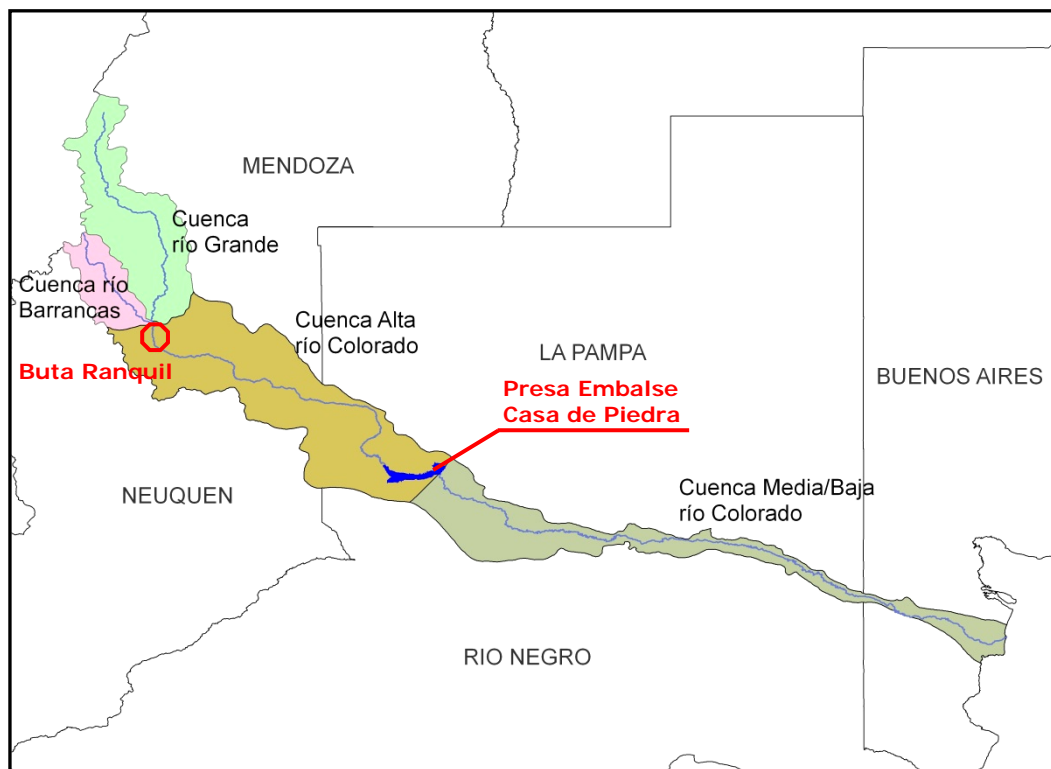 MENDOZA
Cuenca
río Grande
Cuenca río
Barrancas
Cuenca Alta
río Colorado
LA PAMPA
BUENOS AIRES
Buta Ranquil
Presa Embalse
Casa de Piedra
NEUQUEN
Cuenca Media/Baja
río Colorado
RIO NEGRO